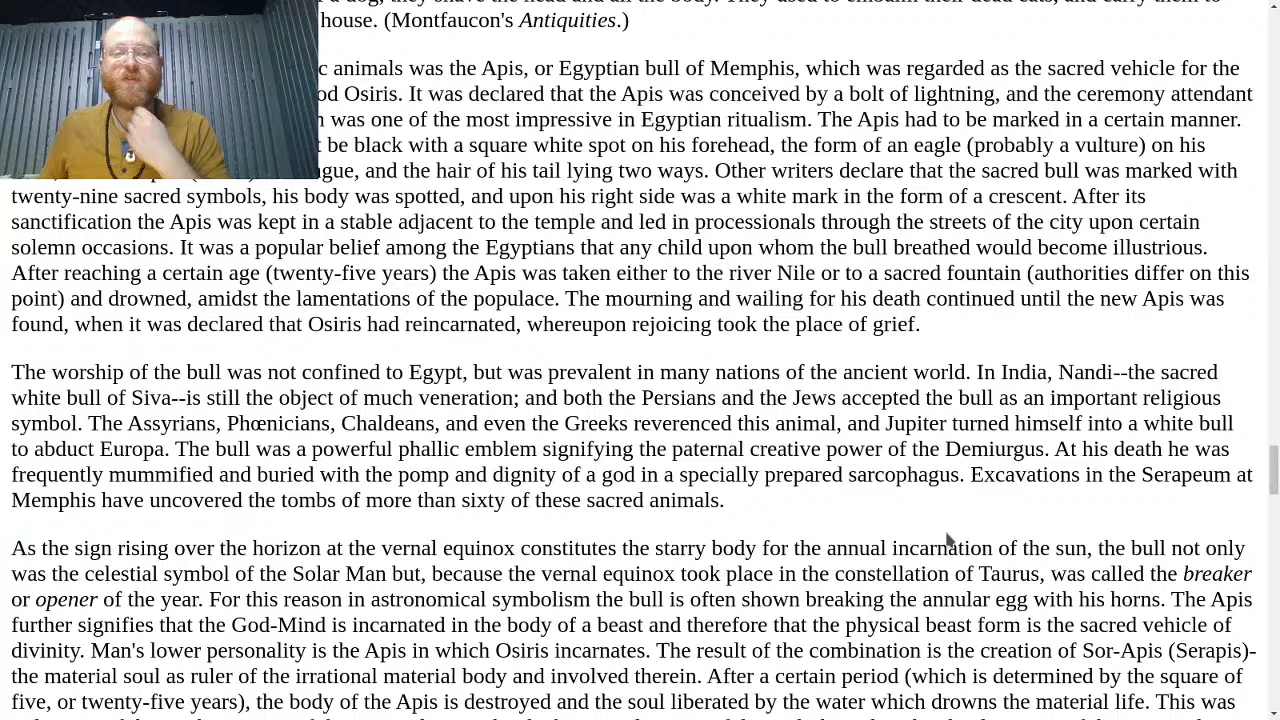 a dog, they shave the head and all the body. They used to embalm their dead cats, and carry them to
house. (Montfaucon's Antiquities.)
c animals was the Apis, or Egyptian bull of Memphis, which was regarded as the sacred vehicle for the
od Osiris. It was declared that the Apis was conceived by a bolt of lightning, and the ceremony attendant
n was one of the most impressive in Egyptian ritualism. The Apis had to be marked in a certain manner.
t be black with a square white spot on his forehead, the form of an eagle (probably a vulture) on his
gue, and the hair of his tail lying two ways. Other writers declare that the sacred bull was marked with
twenty-nine sacred symbols, his body was spotted, and upon his right side was a white mark in the form of a crescent. After its
sanctification the Apis was kept in a stable adjacent to the temple and led in processionals through the streets of the city upon certain
solemn occasions. It was a popular belief among the Egyptians that any child upon whom the bull breathed would become illustrious.
After reaching a certain age (twenty-five years) the Apis was taken either to the river Nile or to a sacred fountain (authorities differ on this
point) and drowned, amidst the lamentations of the populace. The mourning and wailing for his death continued until the new Apis was
found, when it was declared that Osiris had reincarnated, whereupon rejoicing took the place of grief.
The worship of the bull was not confined to Egypt, but was prevalent in many nations of the ancient world. In India, Nandi--the sacred
white bull of Siva--is still the object of much veneration; and both the Persians and the Jews accepted the bull as an important religious
symbol. The Assyrians, Phœnicians, Chaldeans, and even the Greeks reverenced this animal, and Jupiter turned himself into a white bull
to abduct Europa. The bull was a powerful phallic emblem signifying the paternal creative power of the Demiurgus. At his death he was
frequently mummified and buried with the pomp and dignity of a god in a specially prepared sarcophagus. Excavations in the Serapeum at
Memphis have uncovered the tombs of more than sixty of these sacred animals.
As the sign rising over the horizon at the vernal equinox constitutes the starry body for the annual incarnation of the sun, the bull not only
was the celestial symbol of the Solar Man but, because the vernal equinox took place in the constellation of Taurus, was called the breaker
or opener of the year. For this reason in astronomical symbolism the bull is often shown breaking the annular egg with his horns. The Apis
further signifies that the God-Mind is incarnated in the body of a beast and therefore that the physical beast form is the sacred vehicle of
divinity. Man's lower personality is the Apis in which Osiris incarnates. The result of the combination is the creation of Sor-Apis (Serapis)-
the material soul as ruler of the irrational material body and involved therein. After a certain period (which is determined by the square of
five, or twenty-five years), the body of the Apis is destroyed and the soul liberated by the water which drowns the material life. This was